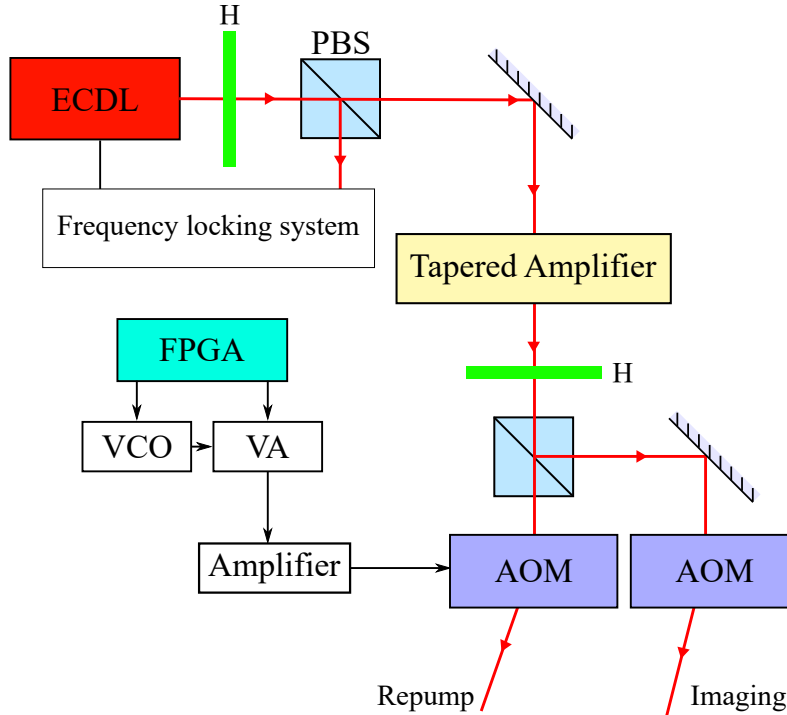 H
PBS
ECDL
Frequency locking system
Tapered Amplifier
FPGA
H
VCO
VA
Amplifier
AOM
AOM
Repump
Imaging